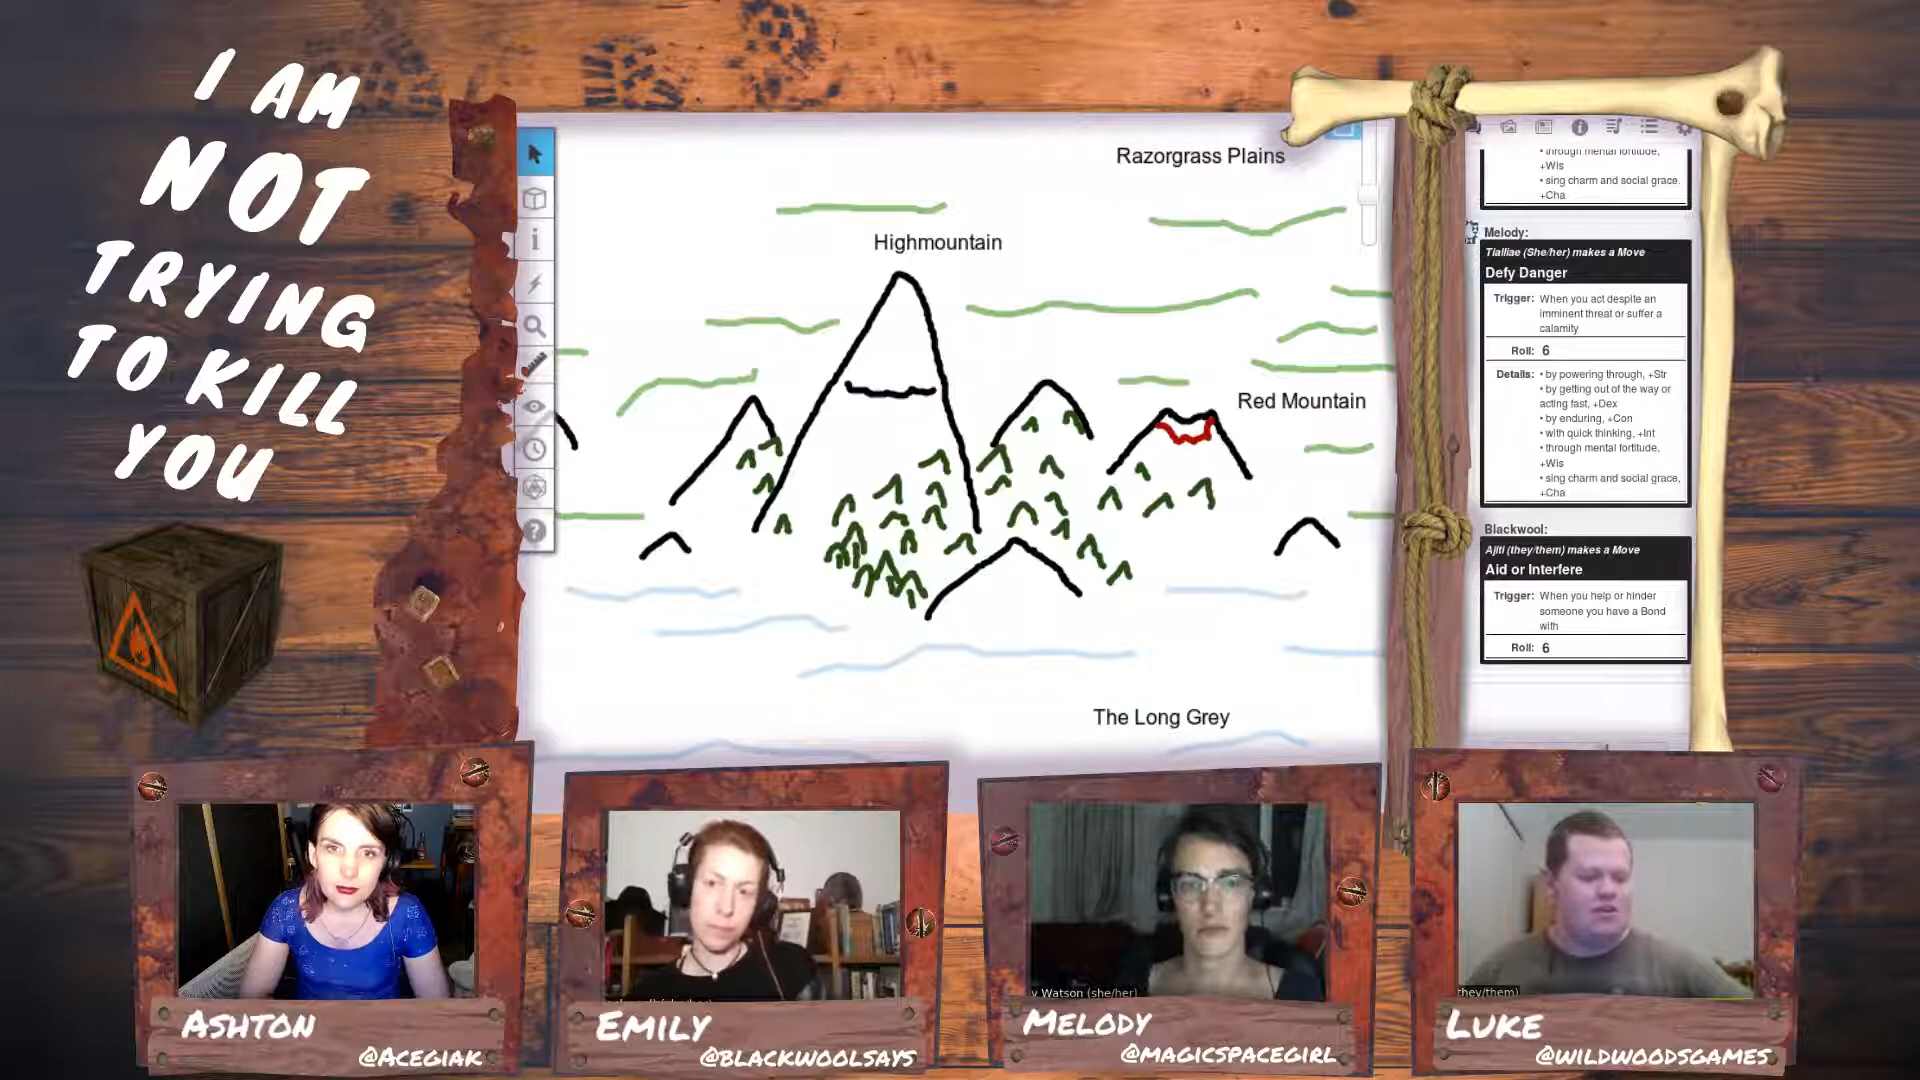 I AM
NOT
TRYING
TO KILL
YOU
Razorgrass Plains
Highmountain
Red Mountain
The Long Grey
• through mental fortitude,
+Wis
• sing charm and social grace,
+Cha
Melody:
Tialliae (She/her) makes a Move
Defy Danger
Trigger: When you act despite an
imminent threat or suffer a
calamity
Roll: 6
Details: • by powering through, +Str
• by getting out of the way or
acting fast, +Dex
• by enduring, +Con
• with quick thinking, +Int
• through mental fortitude,
+Wis
• sing charm and social grace,
+Cha
Blackwool:
Ajiti (they/them) makes a Move
Aid or Interfere
Trigger: When you help or hinder
someone you have a Bond
with
Roll: 6
ASHTON
@ACEGIAK
EMILY
@BLACKWOOLSAYS
y Watson (she/her)
MELODY
@MAGICSPACEGIRL
they/them)
LUKE
@WILDWOODSGAMES